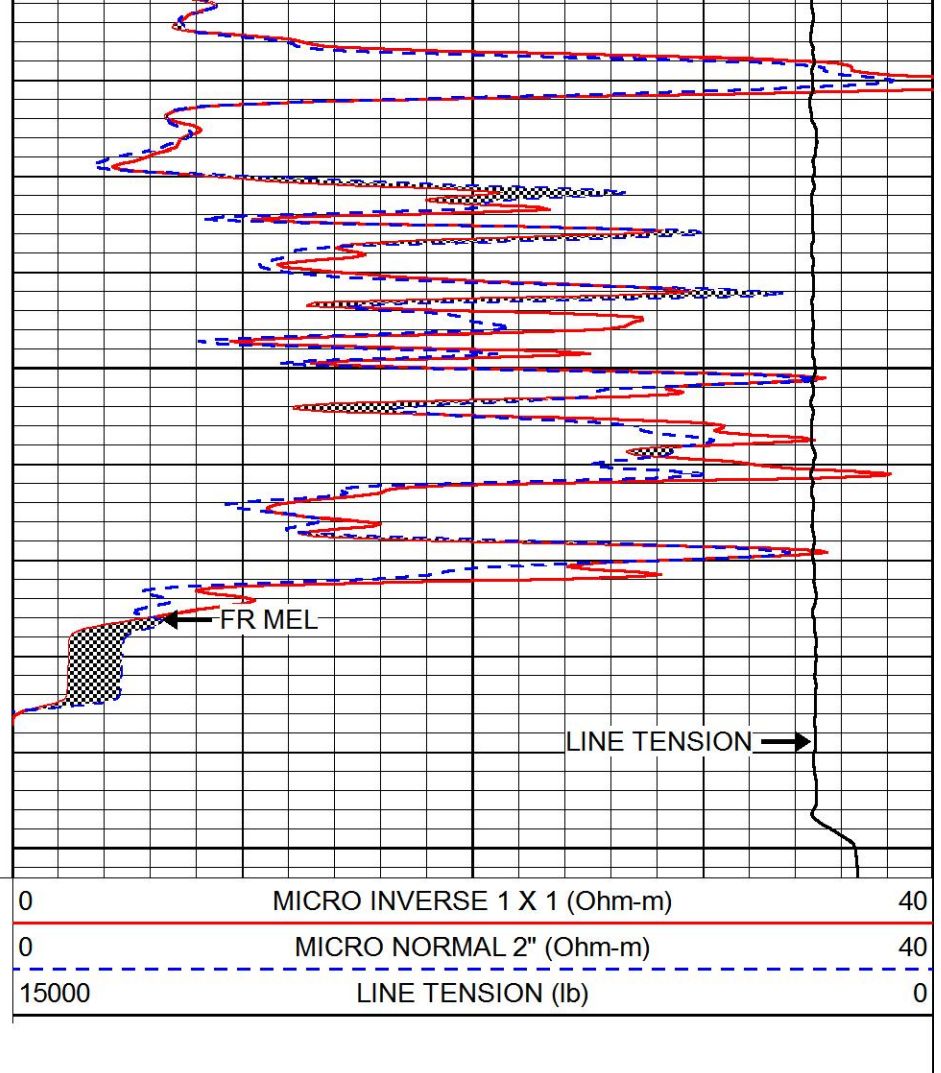 FR MEL
LINE TENSION
0 MICRO INVERSE 1 X 1 (Ohm-m) 40
0 MICRO NORMAL 2" (Ohm-m) 40
15000 LINE TENSION (lb) 0